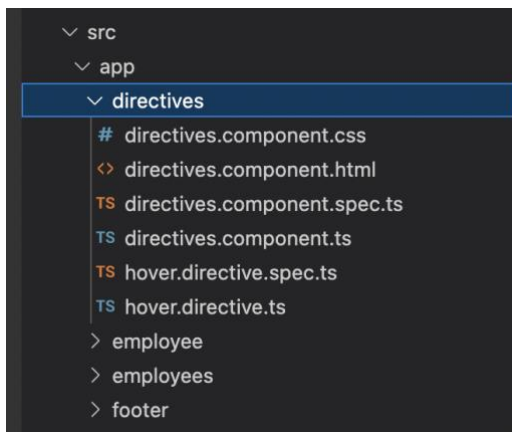 src
app
directives
# directives.component.css
<> directives.component.html
TS directives.component.spec.ts
TS directives.component.ts
TS hover.directive.spec.ts
TS hover.directive.ts
employee
employees
footer